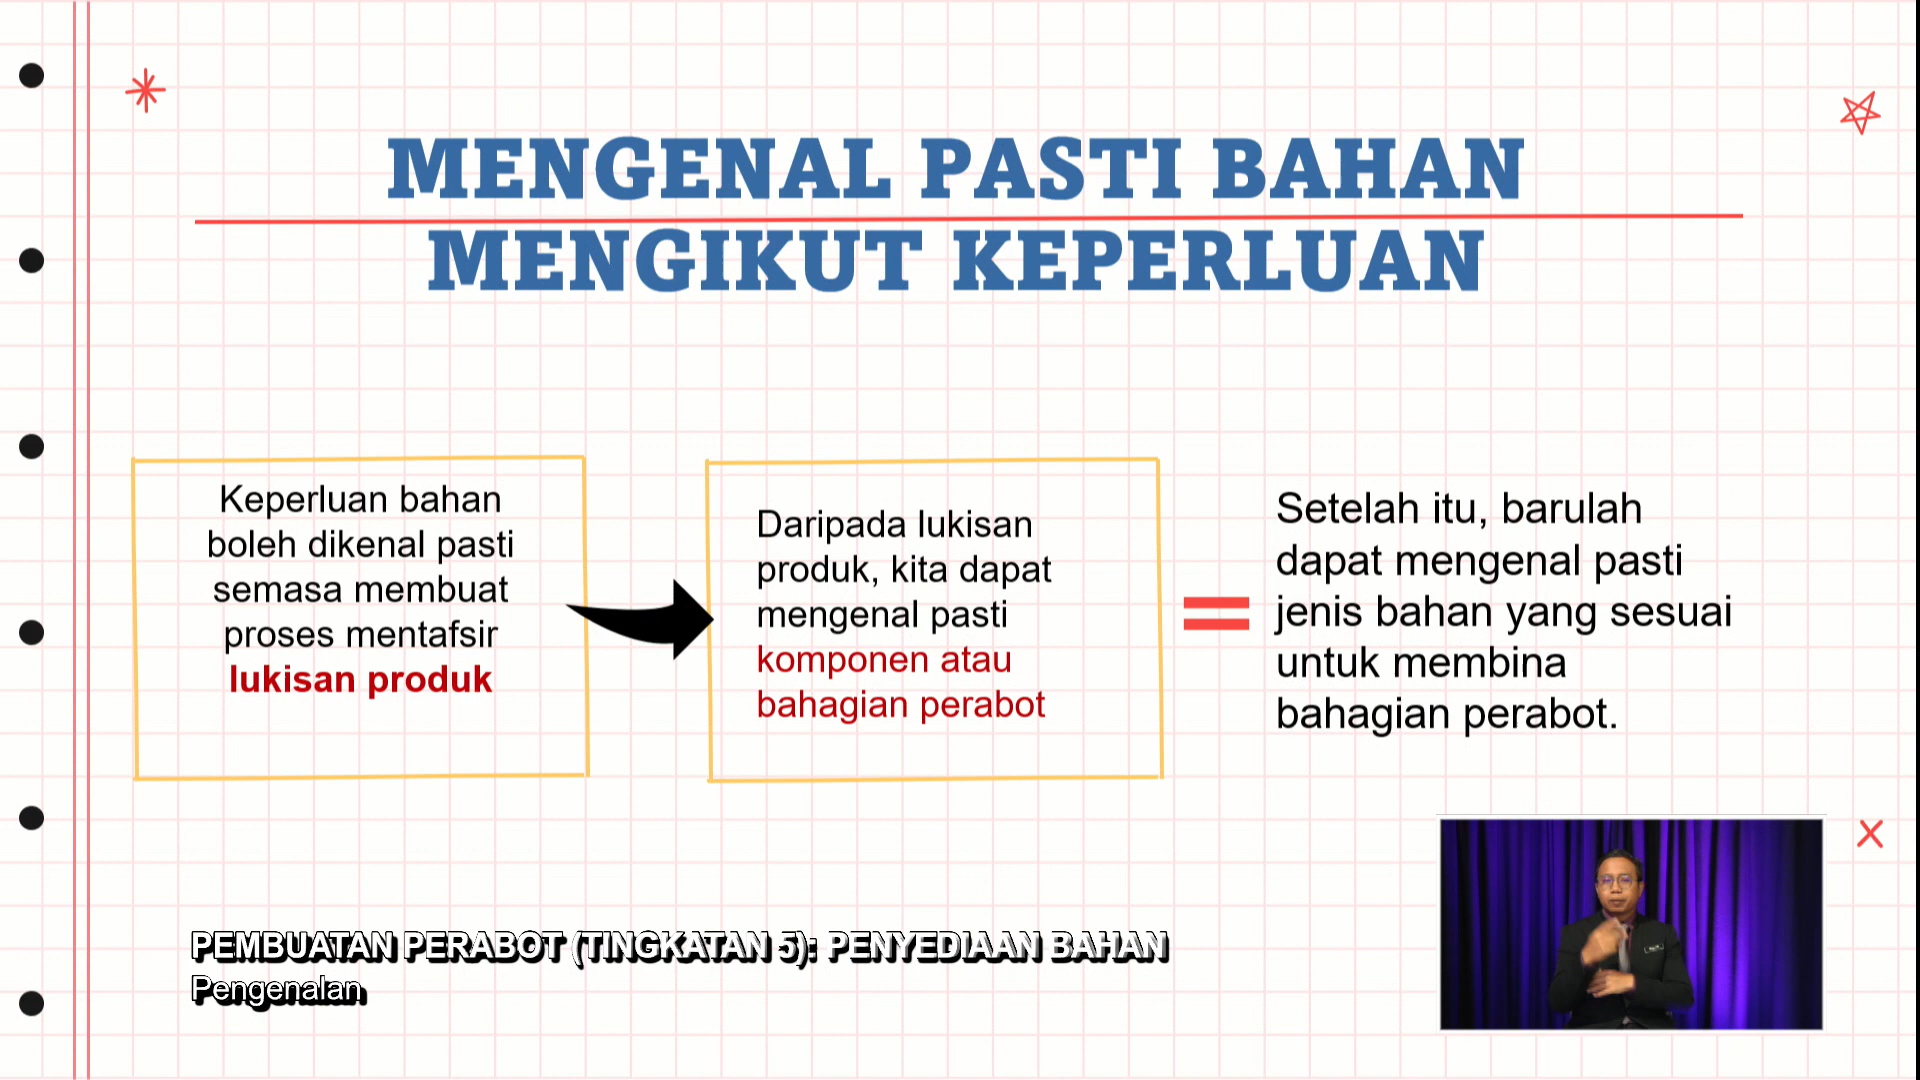 MENGENAL PASTI BAHAN
MENGIKUT KEPERLUAN
Keperluan bahan
boleh dikenal pasti
semasa membuat
proses mentafsir
lukisan produk
Daripada lukisan
produk, kita dapat
mengenal pasti
komponen atau
bahagian perabot
=
Setelah itu, barulah
dapat mengenal pasti
jenis bahan yang sesuai
untuk membina
bahagian perabot.
PEMBUATAN PERABOT (TINGKATAN 5): PENYEDIAAN BAHAN
Pengenalan